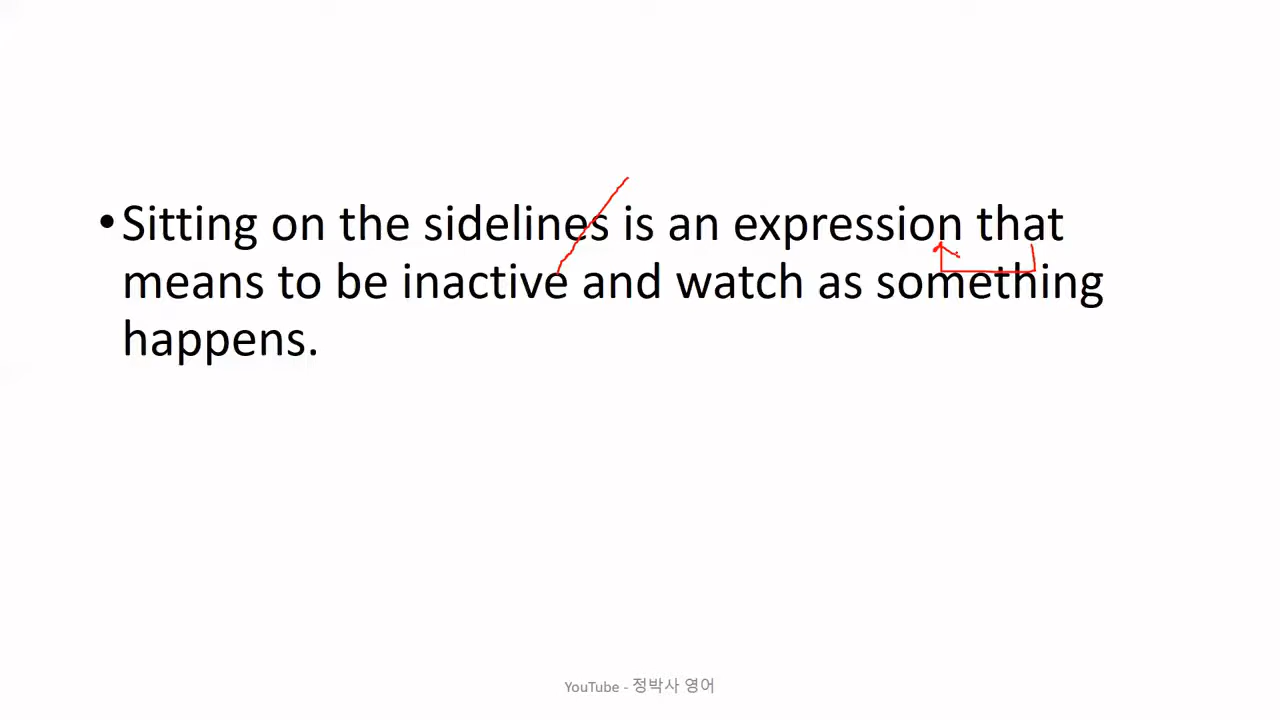 •Sitting on the sidelines is an expression that
means to be inactive and watch as something
happens.
YouTube - 정박사 영어